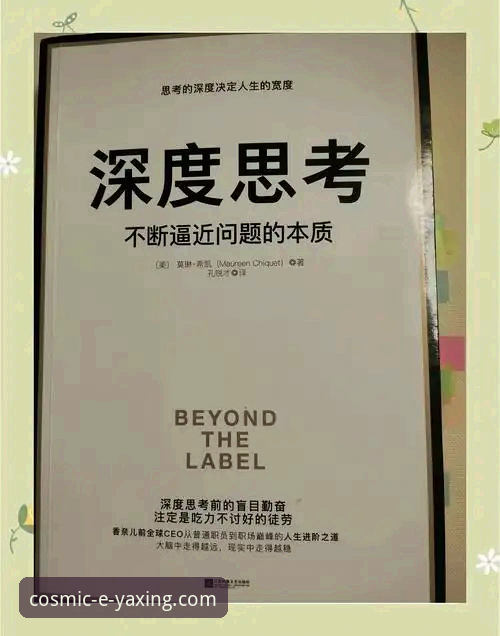 思考的深度决定人生的宽度
深度思考
不断逼近问题的本质
[美] 莫琳·希凯 (Maureen Chiquet) ◎著
孔锐才◎译
BEYOND
THE
LABEL
深度思考前的盲目勤奋
注定是吃力不讨好的徒劳
香奈儿前全球CEO从普通职员到职场巅峰的人生进阶之道
大脑中走得越远，现实中走得越稳
cosmic-e-yaxing.com